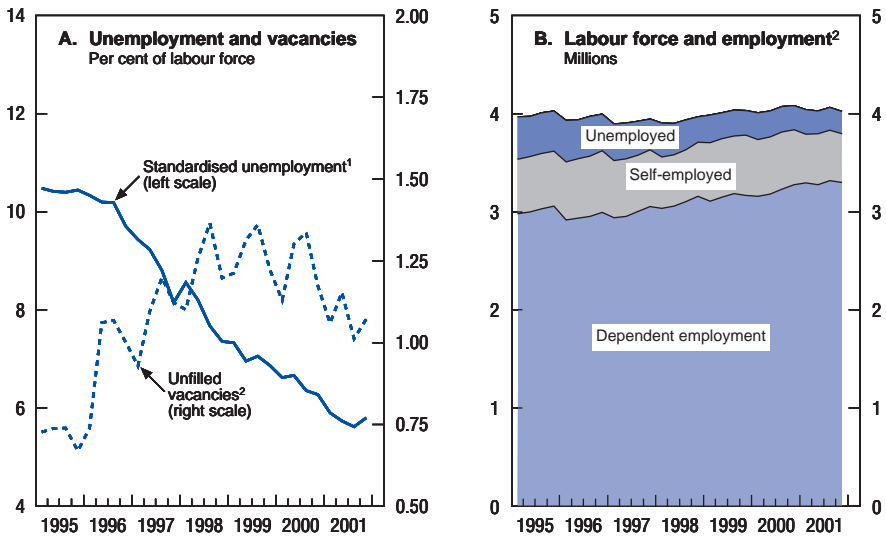 A. Unemployment and vacancies
Per cent of labour force
14
12
10
8
6
4
2.00
1.75
1.50
1.25
1.00
0.75
0.50
Standardised unemployment¹
(left scale)
Unfilled
vacancies²
(right scale)
1995 1996 1997 1998 1999 2000 2001
B. Labour force and employment²
Millions
5
4
3
2
1
0
5
4
3
2
1
0
Unemployed
Self-employed
Dependent employment
1995 1996 1997 1998 1999 2000 2001